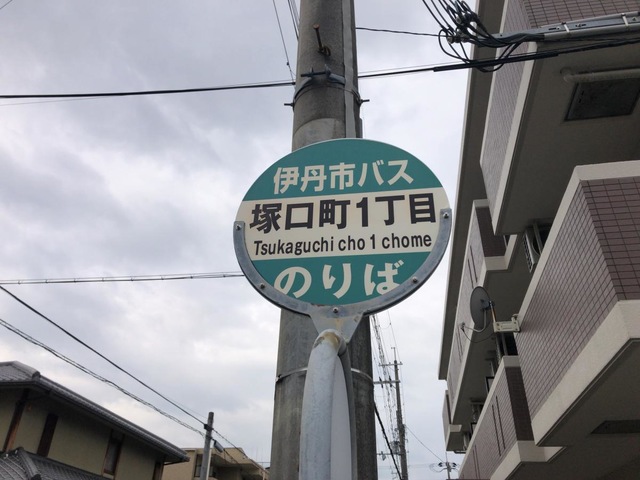 伊丹市バス
塚口町1丁目
Tsukaguchi cho 1 chome
のりば